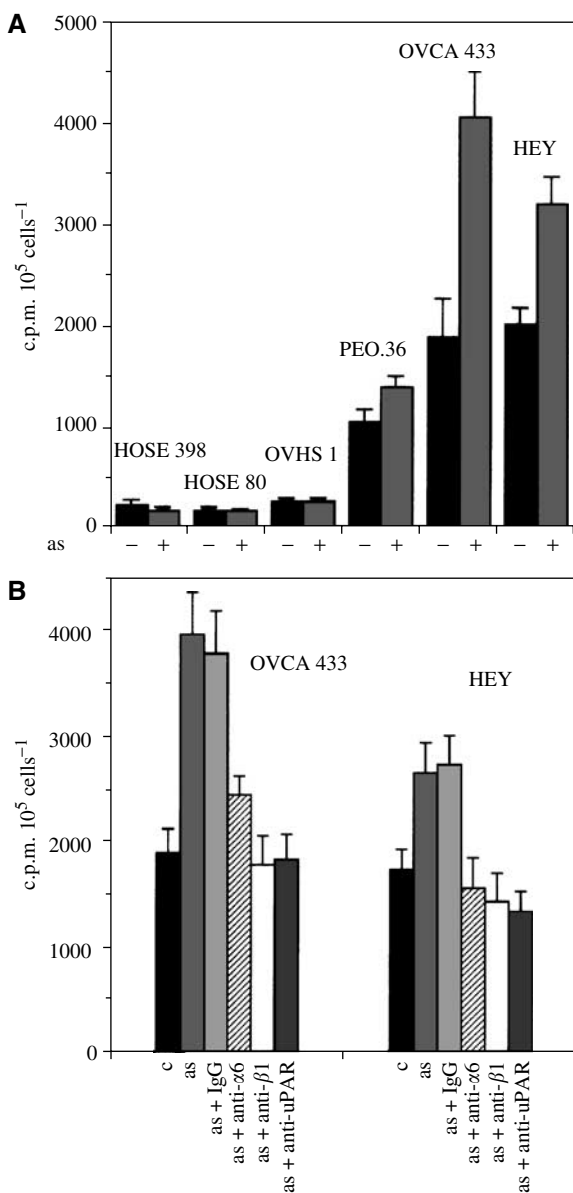 A
5000
4000
3000
2000
1000
0
c.p.m. 10⁵ cells⁻¹
HOSE 398
HOSE 80
OVHS 1
PEO.36
OVCA 433
HEY
as − + − + − + − + − + − +
B
4000
3000
2000
1000
0
c.p.m. 10⁵ cells⁻¹
OVCA 433
HEY
c
as
as + IgG
as + anti-α6
as + anti-β1
as + anti-uPAR
c
as
as + IgG
as + anti-α6
as + anti-β1
as + anti-uPAR